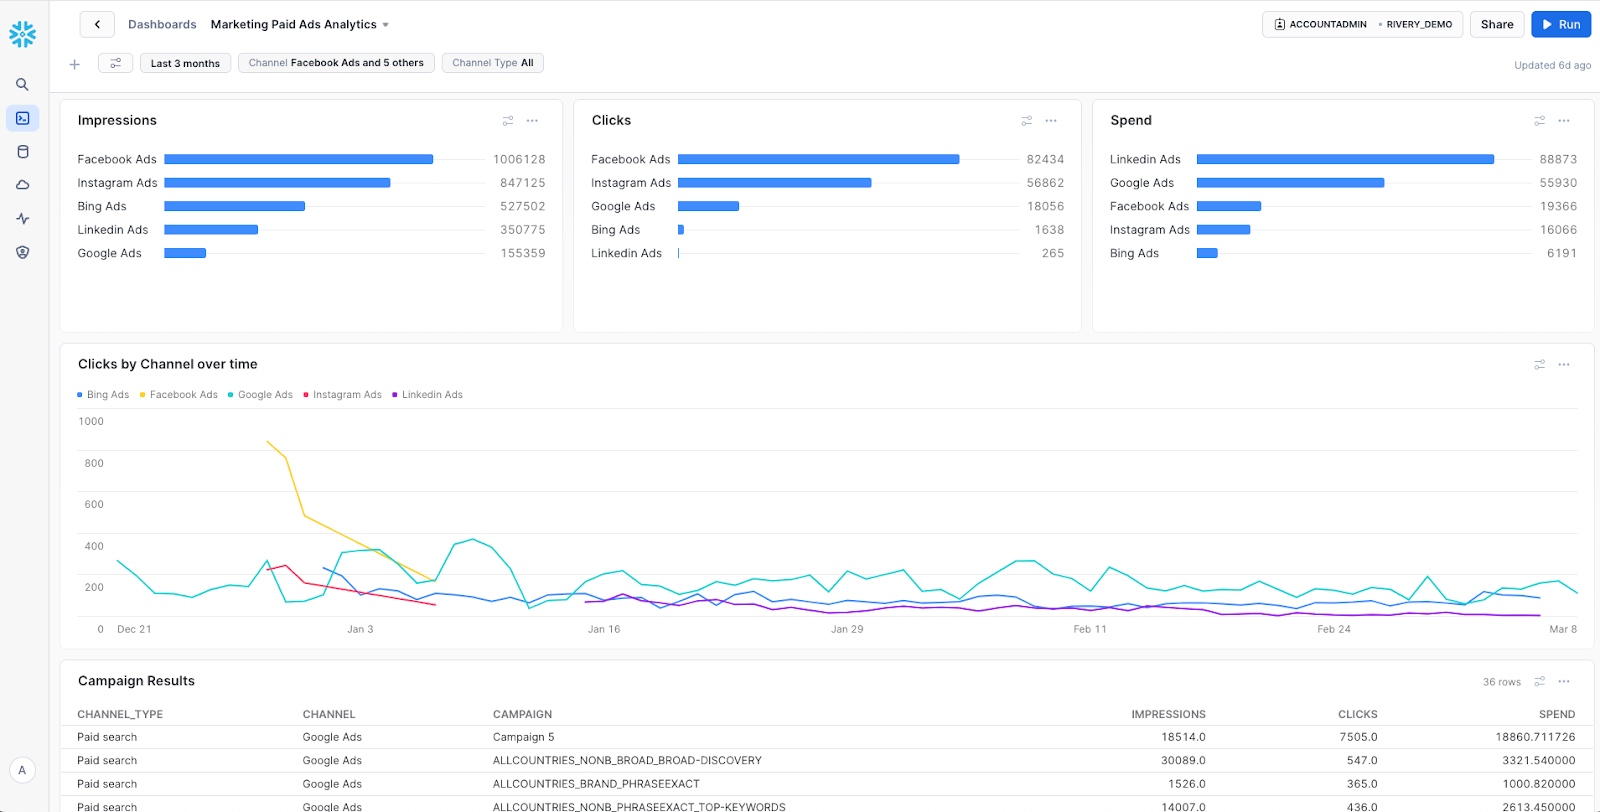 Dashboards Marketing Paid Ads Analytics ACCOUNTADMIN • RIVERY_DEMO Share Run
Last 3 months Channel Facebook Ads and 5 others Channel Type All Updated 6d ago
Impressions
Facebook Ads 1006128
Instagram Ads 847125
Bing Ads 527502
Linkedin Ads 350775
Google Ads 155359
Clicks
Facebook Ads 82434
Instagram Ads 56862
Google Ads 18056
Bing Ads 1638
Linkedin Ads 265
Spend
Linkedin Ads 88873
Google Ads 55930
Facebook Ads 19366
Instagram Ads 16066
Bing Ads 6191
Clicks by Channel over time
Bing Ads Facebook Ads Google Ads Instagram Ads Linkedin Ads
1000
800
600
400
200
0 Dec 21 Jan 3 Jan 16 Jan 29 Feb 11 Feb 24 Mar 8
Campaign Results 36 rows
CHANNEL_TYPE CHANNEL CAMPAIGN IMPRESSIONS CLICKS SPEND
Paid search Google Ads Campaign 5 18514.0 7505.0 18860.711726
Paid search Google Ads ALLCOUNTRIES_NONB_BROAD_BROAD-DISCOVERY 30089.0 547.0 3321.540000
Paid search Google Ads ALLCOUNTRIES_BRAND_PHRASEEXACT 1526.0 365.0 1000.820000
Paid search Google Ads ALLCOUNTRIES_NONB_PHRASEEXACT_TOP-KEYWORDS 14007.0 436.0 2613.450000
A